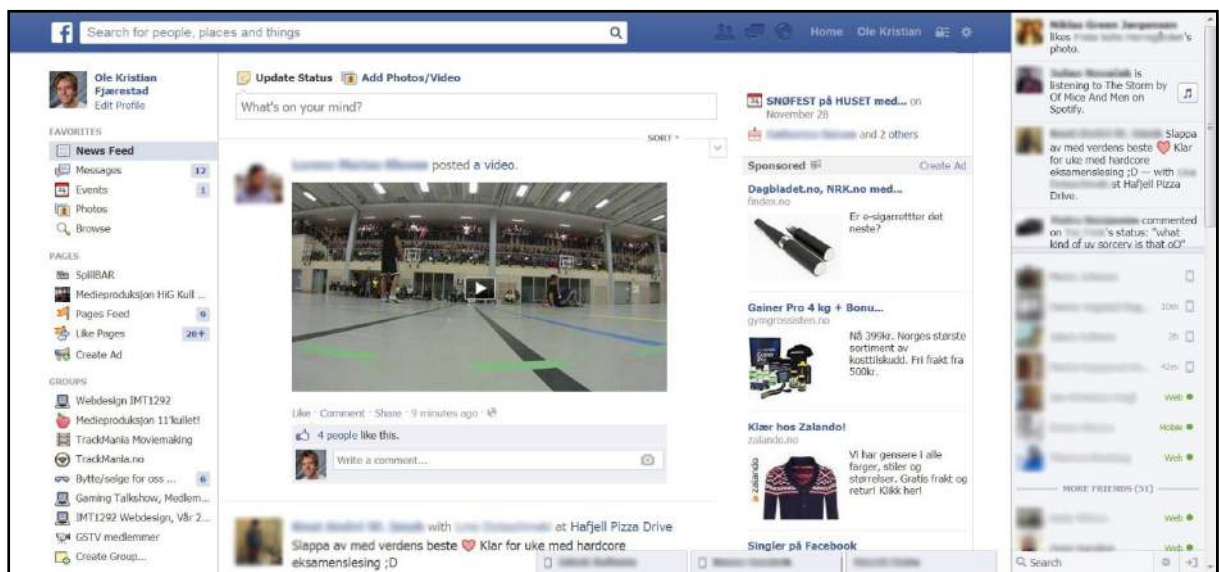 f
Search for people, places and things
Home
Ole Kristian
Ole Kristian
Fjærestad
Edit Profile
FAVORITES
News Feed
Messages 12
Events 1
Photos
Browse
PAGES
SpillBAR
Medieproduksjon HiG Kull ...
Pages Feed 9
Like Pages 20+
Create Ad
GROUPS
Webdesign IMT1292
Medieproduksjon 11'kullet!
TrackMania Moviemaking
TrackMania.no
Bytte/selge for oss ... 6
Gaming Talkshow, Medlem...
IMT1292 Webdesign, Vår 2...
GSTV medlemmer
Create Group...
Update Status
Add Photos/Video
What's on your mind?
SORT
posted a video.
Like · Comment · Share · 9 minutes ago ·
4 people like this.
Write a comment...
with
at Hafjell Pizza Drive
Slappa av med verdens beste Klar for uke med hardcore
eksamenslesing ;D
SNØFEST på HUSET med... on
November 28
and 2 others
Sponsored
Create Ad
Dagbladet.no, NRK.no med...
findex.no
Er e-sigarettter det
neste?
Gainer Pro 4 kg + Bonu...
gymgrossisten.no
Nå 399kr. Norges største
sortiment av
kosttilskudd. Fri frakt fra
500kr.
Klær hos Zalando!
zalando.no
zalando
Vi har gensere i alle
farger, stiler og
størrelser. Gratis frakt og
retur! Klikk her!
Singler på Facebook
likes
's
photo.
is
listening to The Storm by
Of Mice And Men on
Spotify.
Slappa
av med verdens beste Klar
for uke med hardcore
eksamenslesing ;D — with
at Hafjell Pizza
Drive.
commented
on
's status: "what
kind of uv sorcery is that oO"
10m
2h
42m
Web
Mobile
Web
MORE FRIENDS (51)
Web
Web
Search